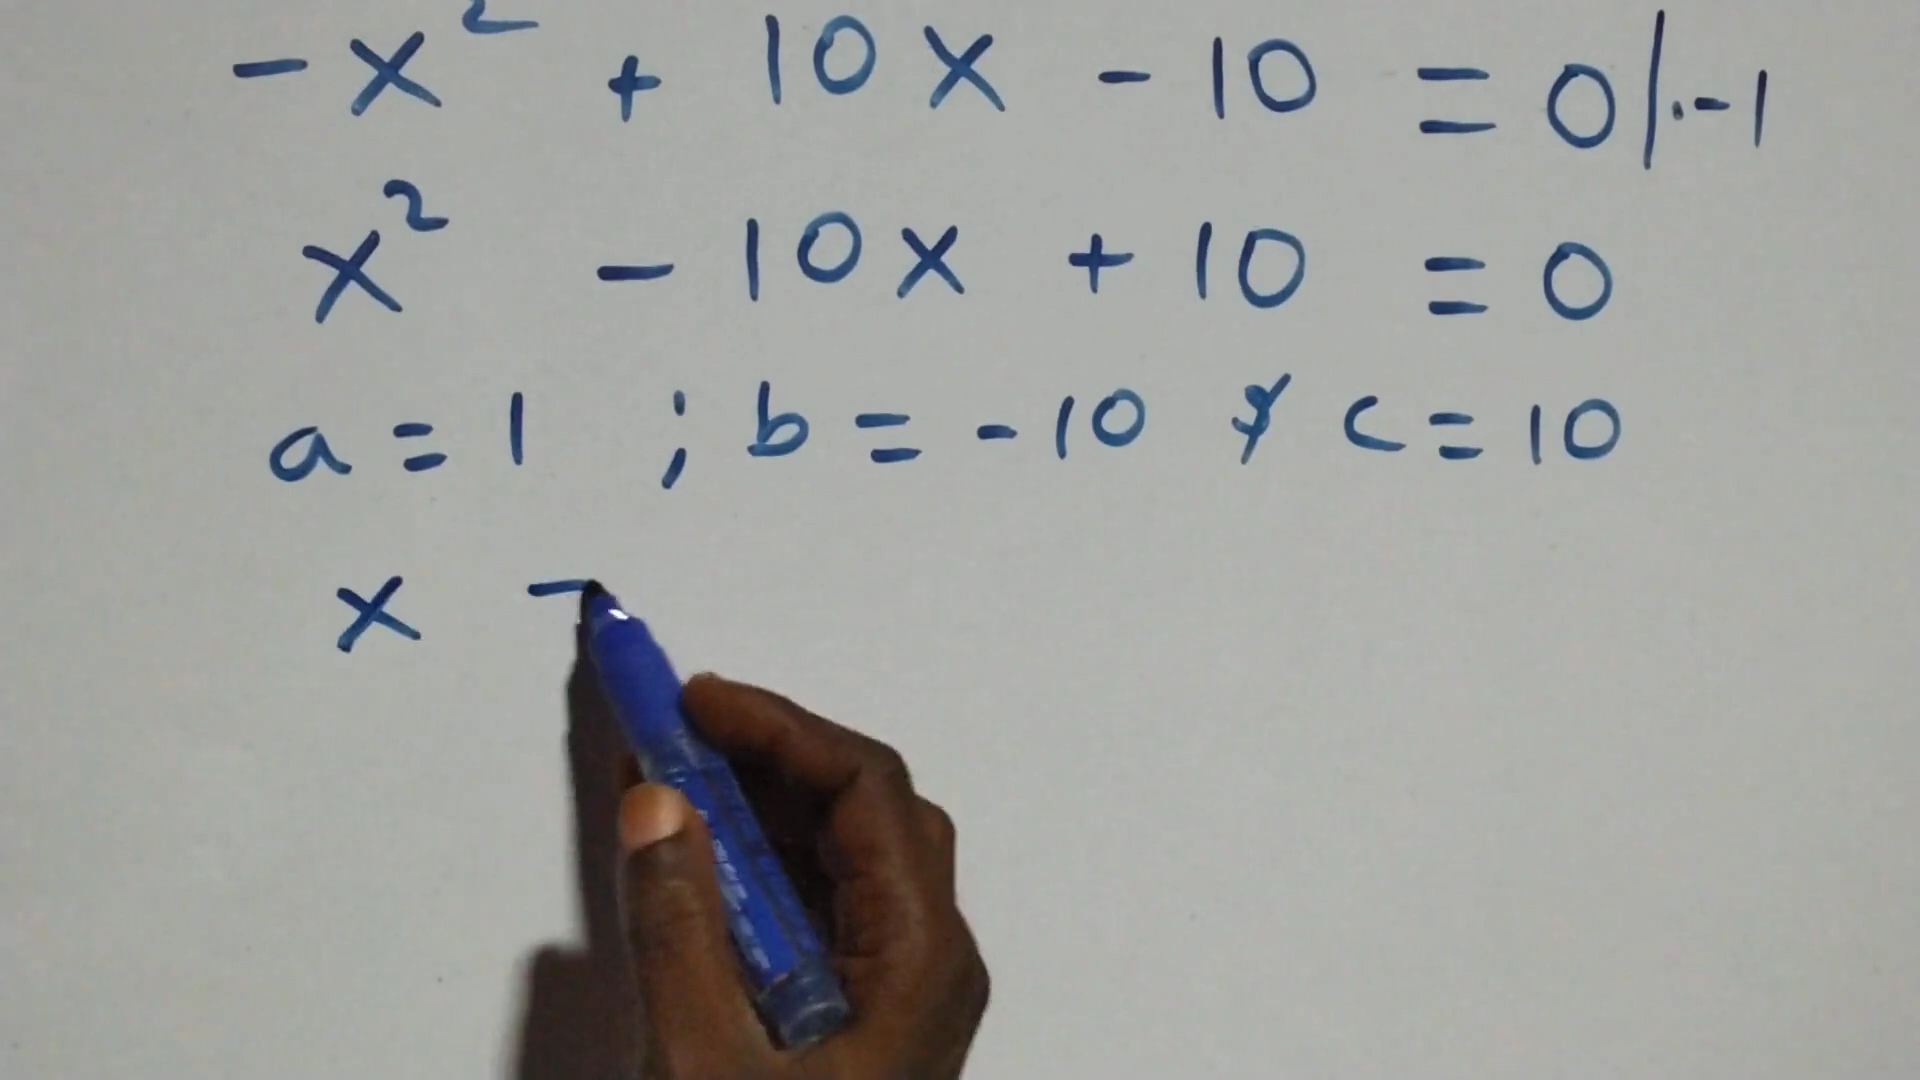 -x² + 10x - 10 = 0 / · -1
x² - 10x + 10 = 0
a = 1 ; b = -10 ; c = 10
x -